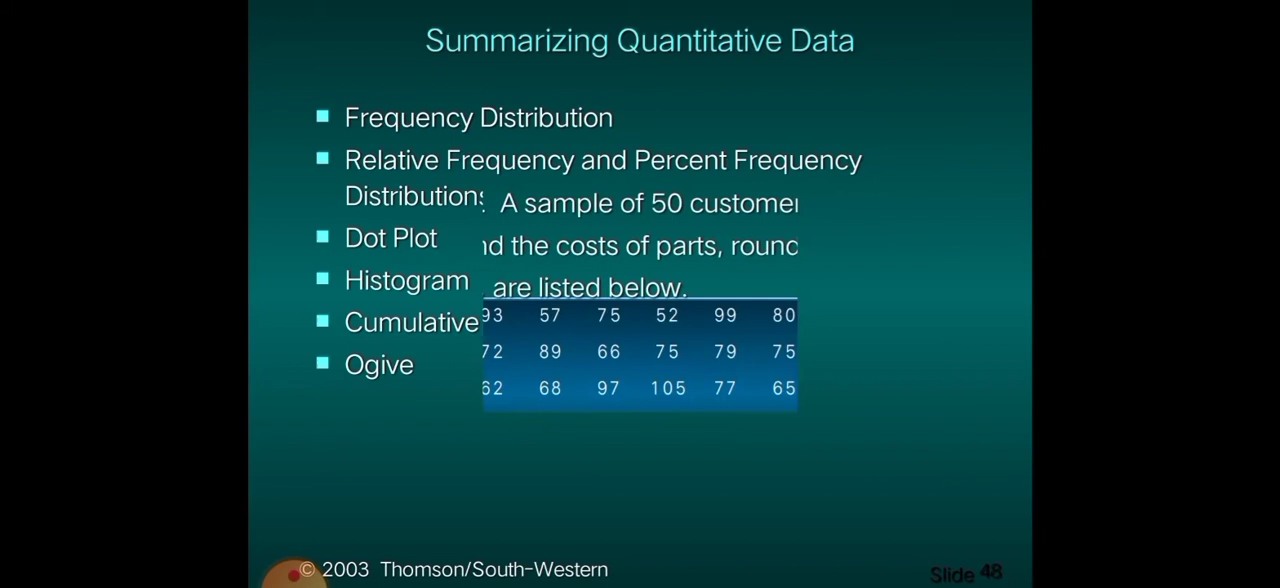 Summarizing Quantitative Data
Frequency Distribution
Relative Frequency and Percent Frequency
Distributions
A sample of 50
the costs of parts,
are listed below.
Dot Plot
Histogram
Cumulative
Ogive
93 57 75 52 99 80
72 89 66 75 79 75
62 68 97 105 77 65
© 2003 Thomson/South-Western
Slide 48